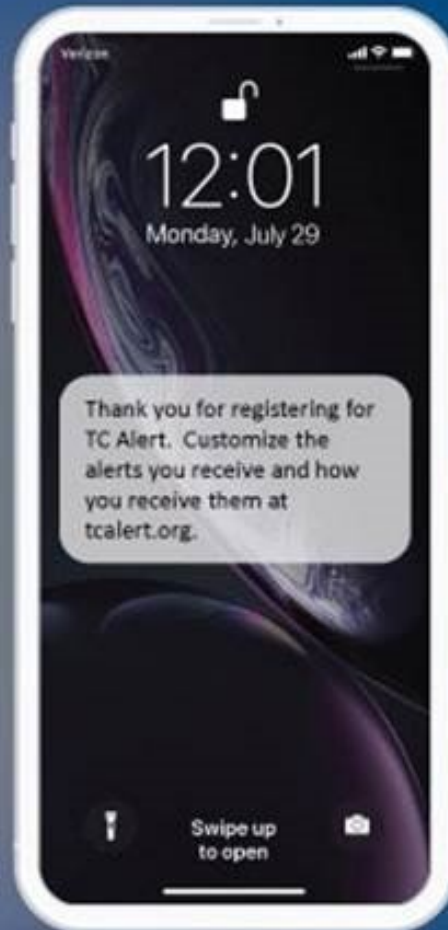 Verizon
12:01
Monday, July 29
Thank you for registering for
TC Alert.  Customize the
alerts you receive and how
you receive them at
tcalert.org.
Swipe up
to open